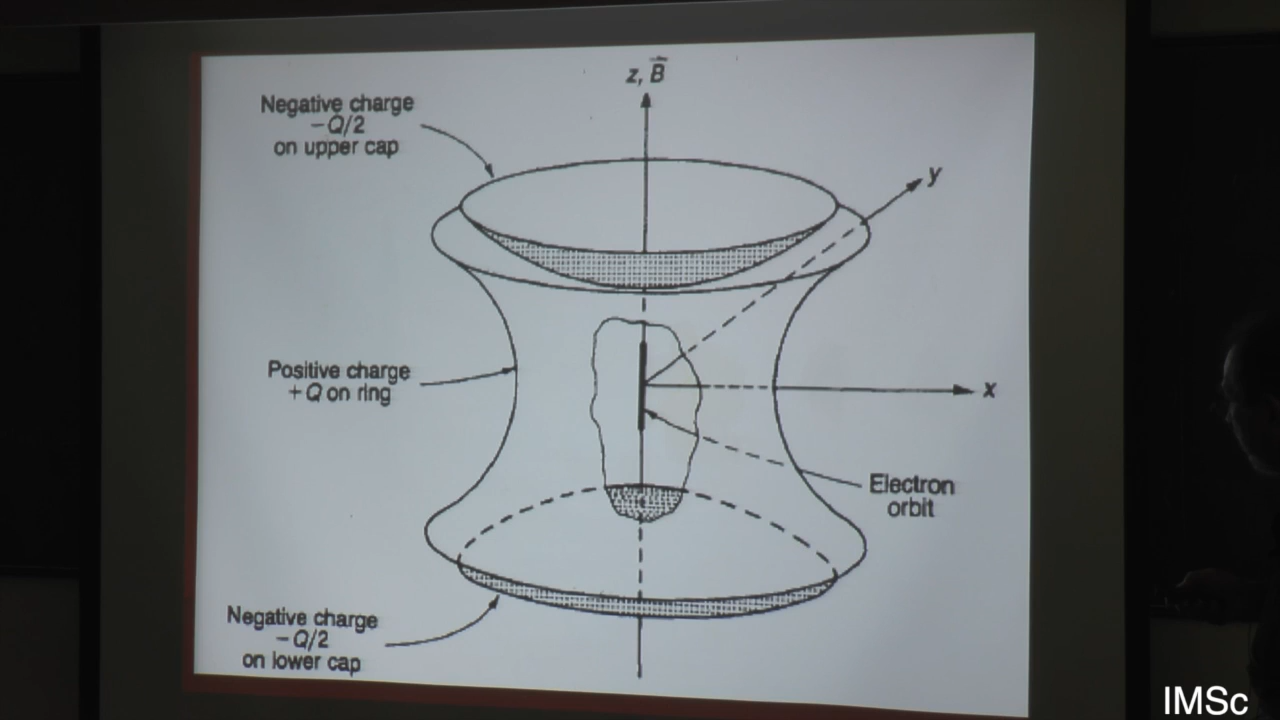 z, B
Negative charge
– Q/2
on upper cap
y
Positive charge
+ Q on ring
x
Electron
orbit
Negative charge
– Q/2
on lower cap
IMSc